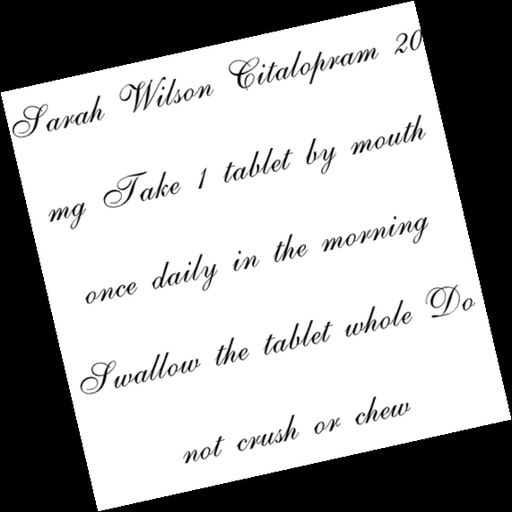 Sarah Wilson Citalopram 20
mg Take 1 tablet by mouth
once daily in the morning
Swallow the tablet whole Do
not crush or chew